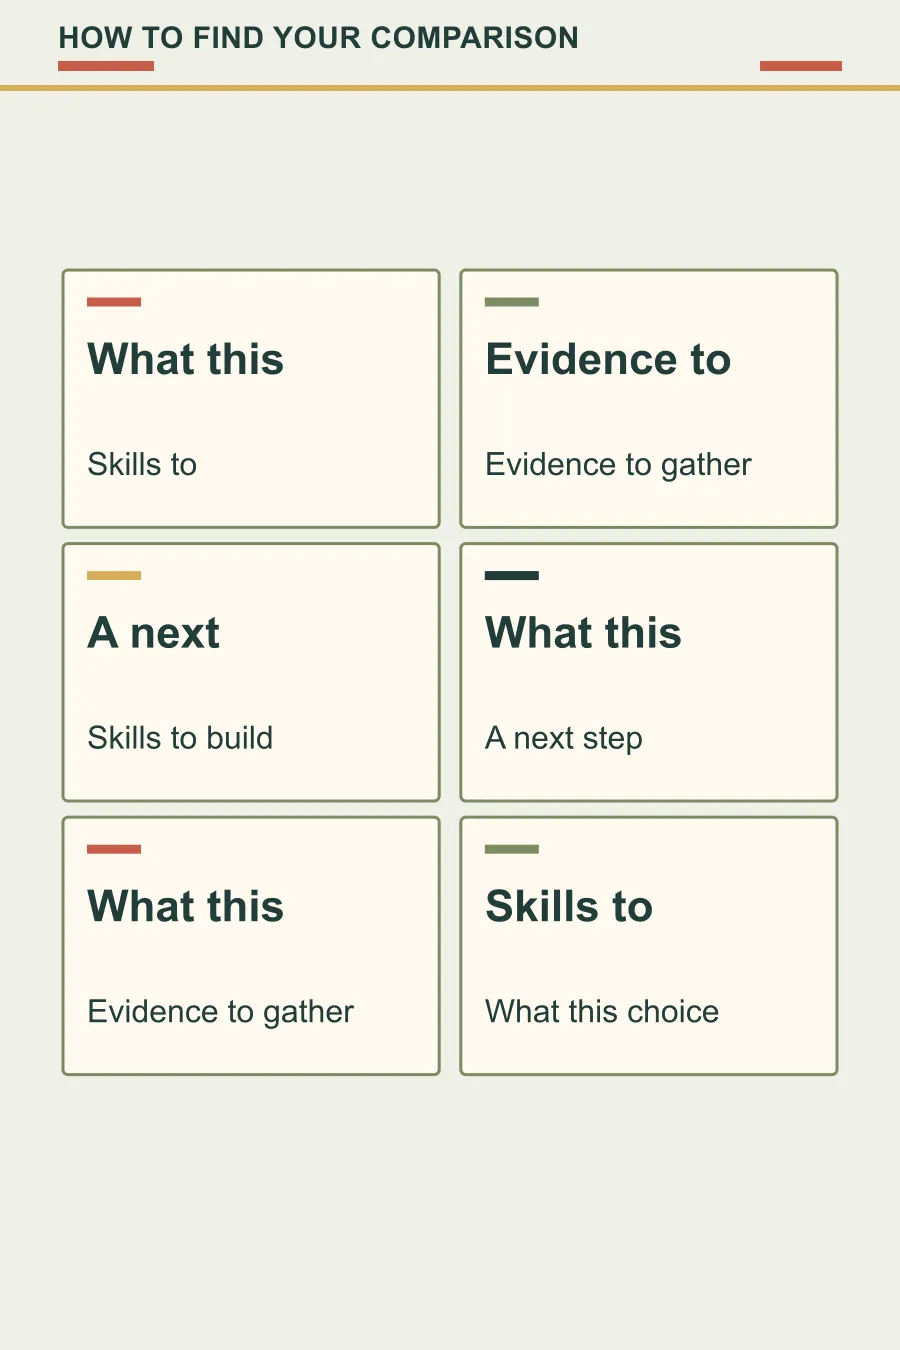 HOW TO FIND YOUR COMPARISON
What this
Skills to
Evidence to
Evidence to gather
A next
Skills to build
What this
A next step
What this
Evidence to gather
Skills to
What this choice